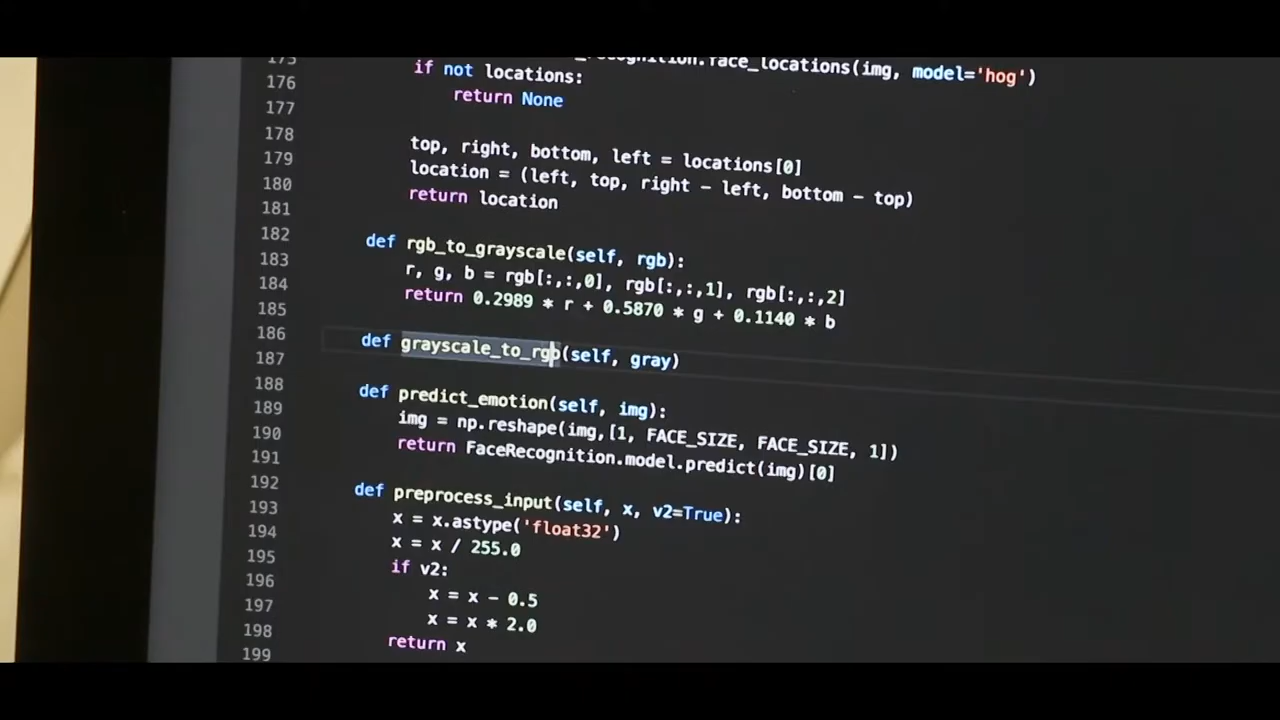 175 recognition.face_locations(img, model='hog')
176 if not locations:
177 return None
178
179 top, right, bottom, left = locations[0]
180 location = (left, top, right - left, bottom - top)
181 return location
182
183 def rgb_to_grayscale(self, rgb):
184 r, g, b = rgb[:,:,0], rgb[:,:,1], rgb[:,:,2]
185 return 0.2989 * r + 0.5870 * g + 0.1140 * b
186
187 def grayscale_to_rgb(self, gray)
188
189 def predict_emotion(self, img):
190 img = np.reshape(img,[1, FACE_SIZE, FACE_SIZE, 1])
191 return FaceRecognition.model.predict(img)[0]
192
193 def preprocess_input(self, x, v2=True):
194 x = x.astype('float32')
195 x = x / 255.0
196 if v2:
197 x = x - 0.5
198 x = x * 2.0
199 return x